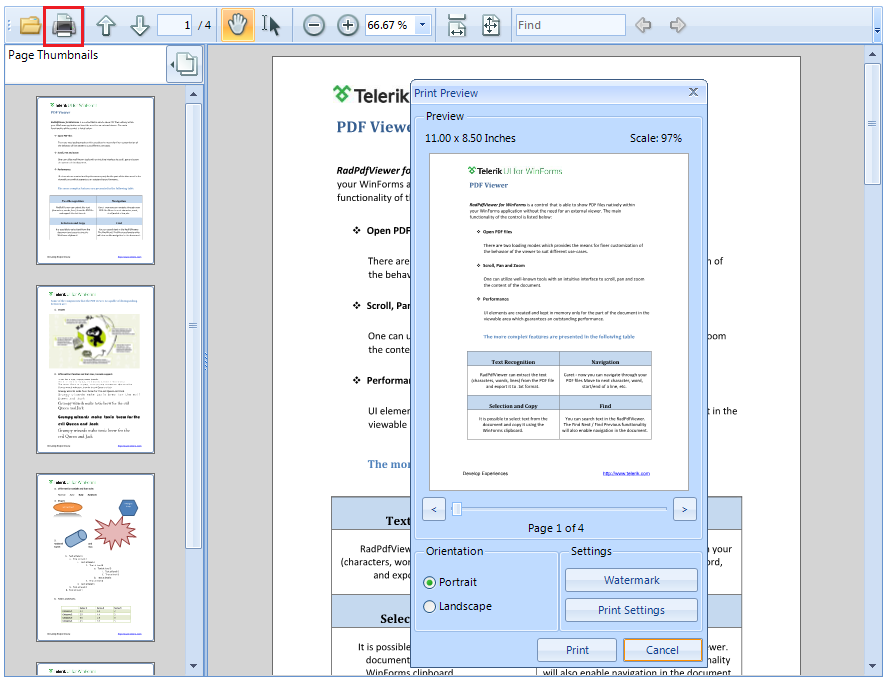 1 / 4
66.67 %
Find
Page Thumbnails
Telerik
PDF Viewe
RadPdfViewer fo
your WinForms a
functionality of t
Open PDF
There are
n of
the behav
Scroll, Pan
One can u
oom
the conte
Performan
UI elemen
t in the
viewable
The mor
Text
RadPdfView
n your
(characters, wor
rd,
and expo
Selec
It is possible
wer.
document
nality
WinForms clipboard.
will also enable navigation in the document
Print Preview
Preview
11.00 x 8.50 Inches
Scale: 97%
Telerik UI for WinForms
PDF Viewer
RadPdfViewer for WinForms is a control that is able to show PDF files natively within
your WinForms application without the need for an external viewer. The main
functionality of the control is listed below:
Open PDF files
There are two loading modes which provides the means for finer customization of
the behavior of the viewer to suit different use-cases.
Scroll, Pan and Zoom
One can utilize well-known tools with an intuitive interface to scroll, pan and zoom
the content of the document.
Performance
UI elements are created and kept in memory only for the part of the document in the
viewable area which guarantees an outstanding performance.
The more complex features are presented in the following table
Text Recognition
Navigation
RadPdfViewer can extract the text
(characters, words, lines) from the PDF file
and export it to .txt format.
Caret - now you can navigate through your
PDF files Move to next character, word,
start/end of a line, etc.
Selection and Copy
Find
It is possible to select text from the
document and copy it using the
WinForms clipboard.
You can search text in the RadPdfViewer.
The Find Next / Find Previous functionality
will also enable navigation in the document.
Develop Experiences
http://www.telerik.com
<
>
Page 1 of 4
Orientation
Portrait
Landscape
Settings
Watermark
Print Settings
Print
Cancel